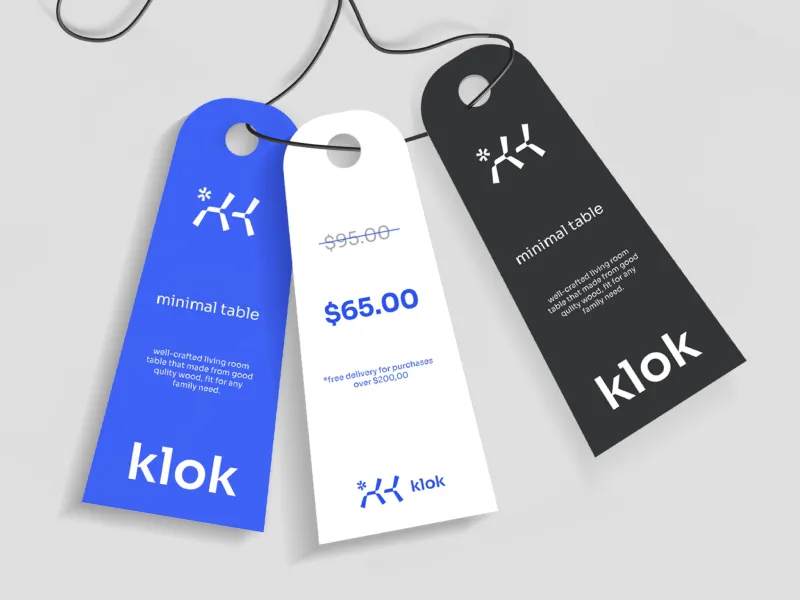 minimal table
well-crafted living room
table that made from good
qulity wood, fit for any
family need.
klok
$95.00
$65.00
*free delivery for purchases
over $200,00
klok
minimal table
well-crafted living room
table that made from good
qulity wood, fit for any
family need.
klok